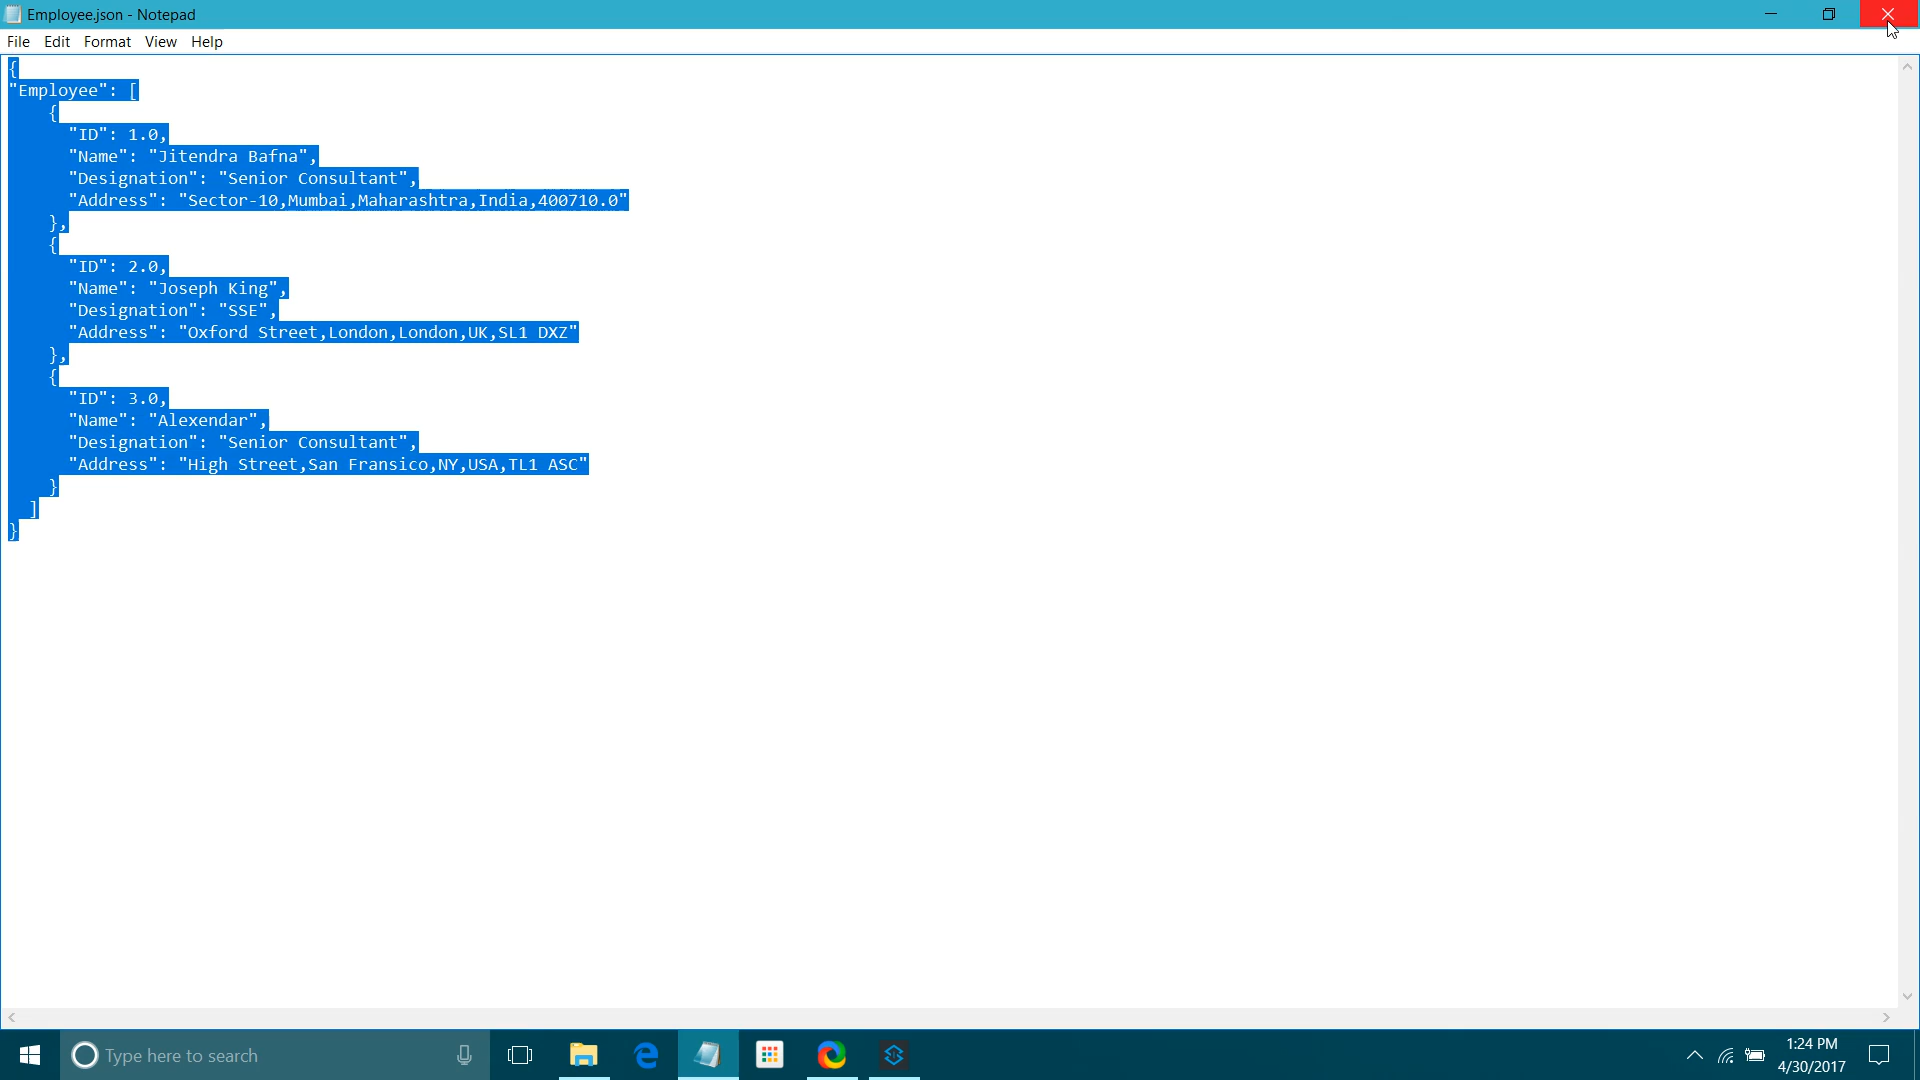 Employee.json - Notepad
File Edit Format View Help
{
"Employee": [
    {
      "ID": 1.0,
      "Name": "Jitendra Bafna",
      "Designation": "Senior Consultant",
      "Address": "Sector-10,Mumbai,Maharashtra,India,400710.0"
    },
    {
      "ID": 2.0,
      "Name": "Joseph King",
      "Designation": "SSE",
      "Address": "Oxford Street,London,London,UK,SL1 DXZ"
    },
    {
      "ID": 3.0,
      "Name": "Alexendar",
      "Designation": "Senior Consultant",
      "Address": "High Street,San Fransico,NY,USA,TL1 ASC"
    }
  ]
}
Type here to search
1:24 PM
4/30/2017